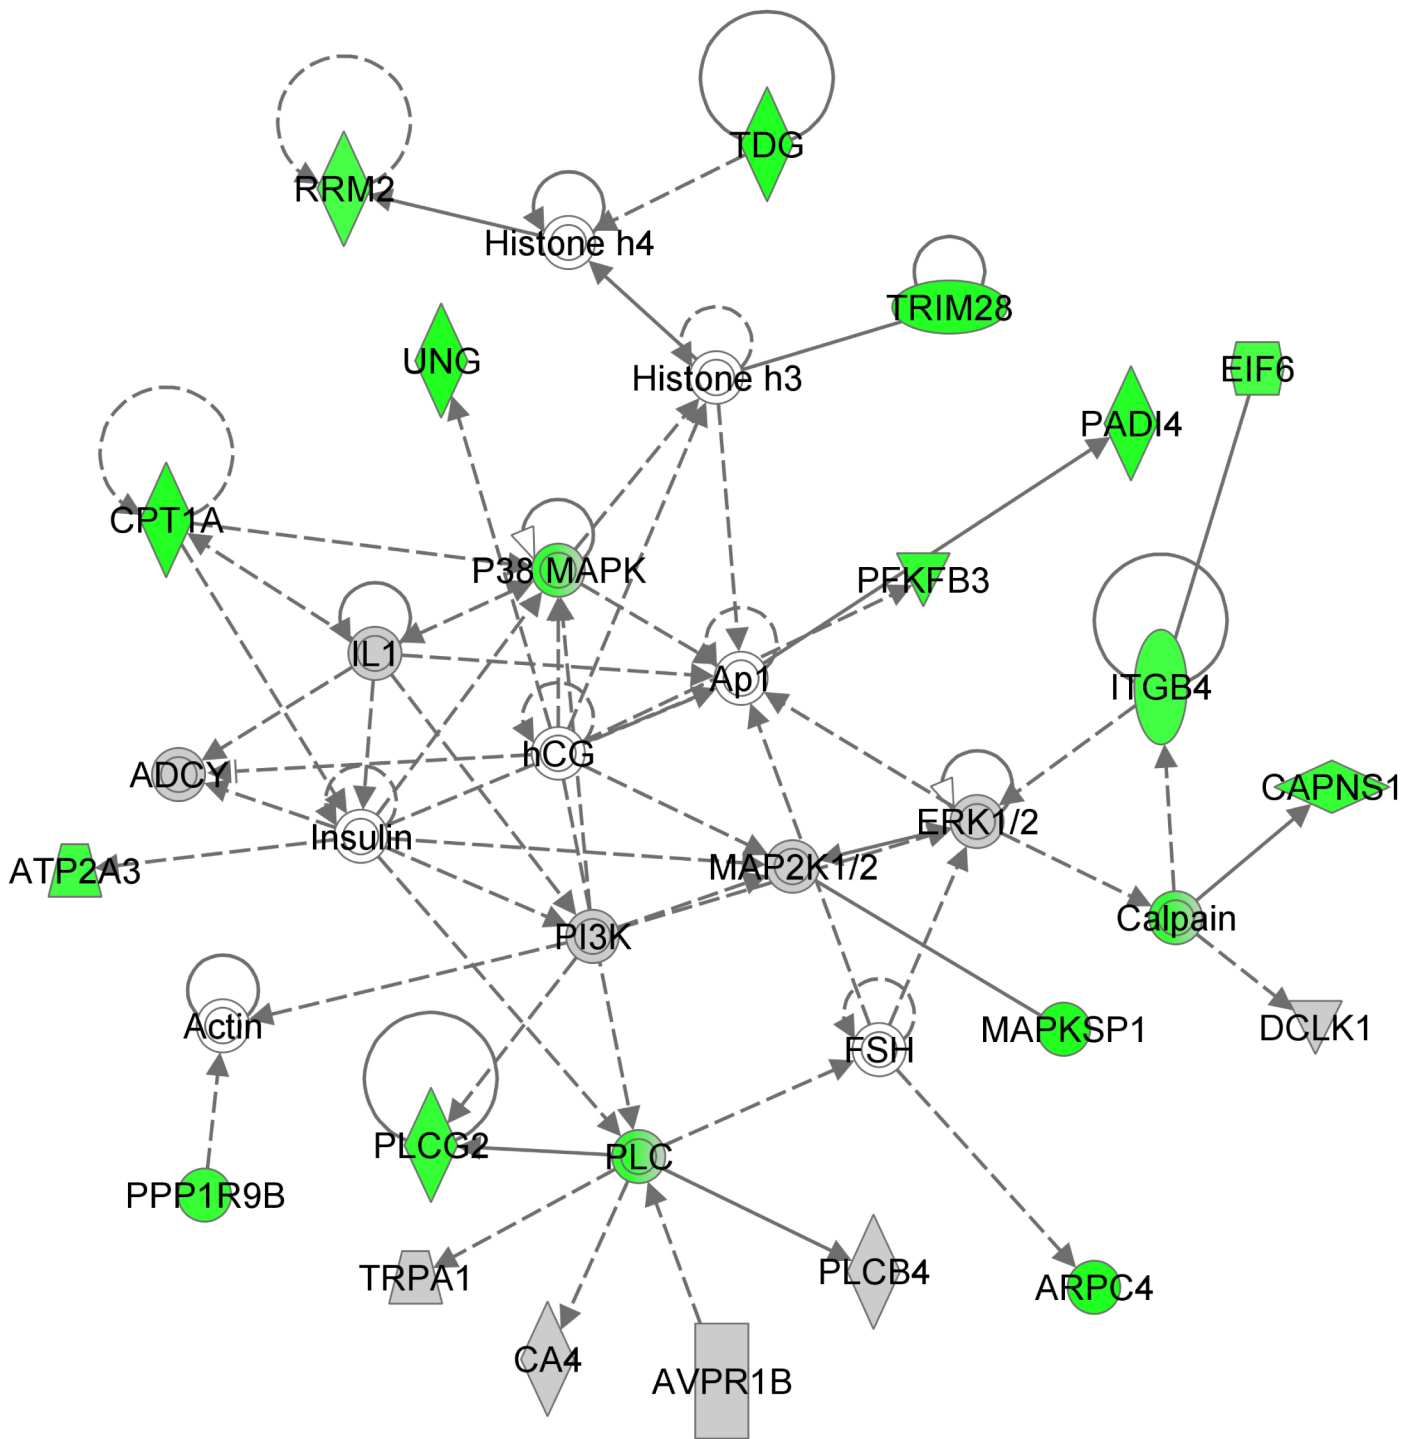 TDG
RRM2
Histone h4
TRIM28
UNG
Histone h3
EIF6
PADI4
CPT1A
P38 MAPK
PFKFB3
IL1
Ap1
ITGB4
hCG
ADCY
CAPNS1
Insulin
ERK1/2
ATP2A3
MAP2K1/2
Calpain
PI3K
Actin
MAPKSP1
DCLK1
FSH
PLCG2
PLC
PPP1R9B
TRPA1
PLCB4
ARPC4
CA4
AVPR1B